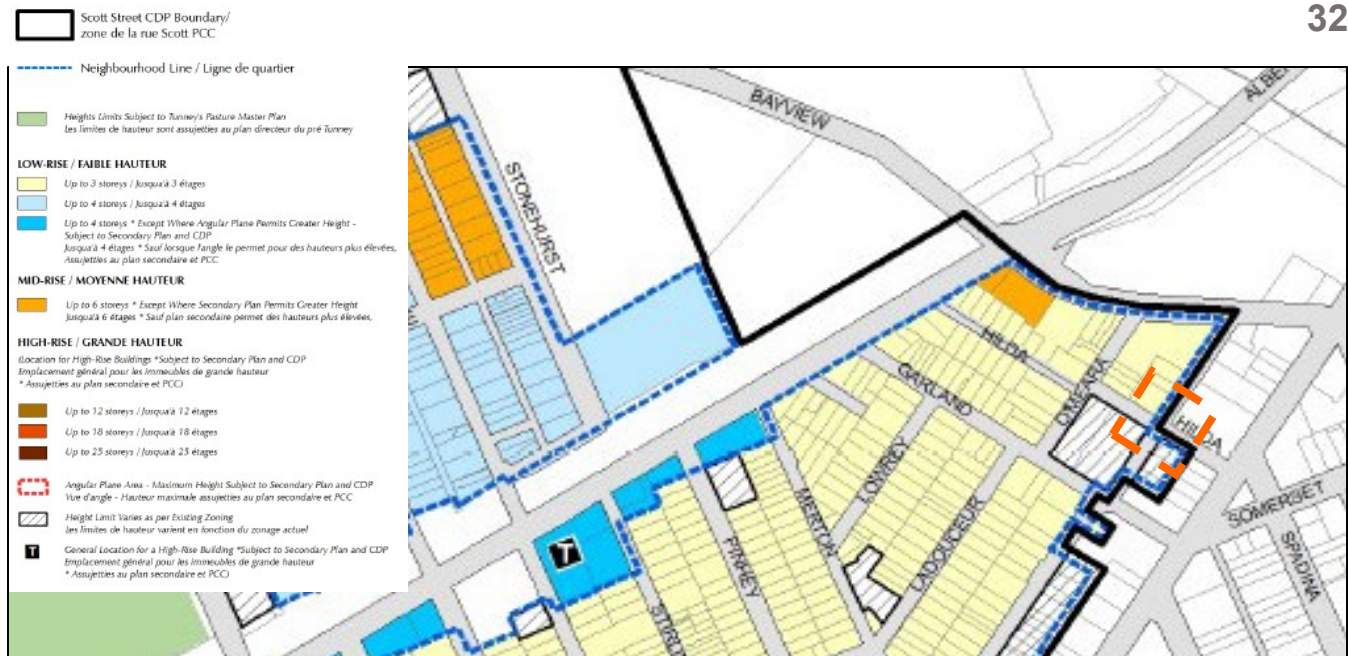 32
Scott Street CDP Boundary/
zone de la rue Scott PCC
Neighbourhood Line / Ligne de quartier
Heights Limits Subject to Tunney's Pasture Master Plan
Les limites de hauteur sont assujetties au plan directeur du pré Tunney
LOW-RISE / FAIBLE HAUTEUR
Up to 3 storeys / Jusqu'à 3 étages
Up to 4 storeys / Jusqu'à 4 étages
Up to 4 storeys * Except Where Angular Plane Permits Greater Height -
Subject to Secondary Plan and CDP
Jusqu'à 4 étages * Sauf lorsque l'angle le permet pour des hauteurs plus élevées,
Assujetties au plan secondaire et PCC
MID-RISE / MOYENNE HAUTEUR
Up to 6 storeys * Except Where Secondary Plan Permits Greater Height
Jusqu'à 6 étages * Sauf plan secondaire permet des hauteurs plus élevées,
HIGH-RISE / GRANDE HAUTEUR
(Location for High-Rise Buildings *Subject to Secondary Plan and CDP
Emplacement général pour les immeubles de grande hauteur
* Assujetties au plan secondaire et PCC)
Up to 12 storeys / Jusqu'à 12 étages
Up to 18 storeys / Jusqu'à 18 étages
Up to 25 storeys / Jusqu'à 25 étages
Angular Plane Area - Maximum Height Subject to Secondary Plan and CDP
Vue d'angle - Hauteur maximale assujetties au plan secondaire et PCC
Height Limit Varies as per Existing Zoning
Les limites de hauteur varient en fonction du zonage actuel
T
General Location for a High-Rise Building *Subject to Secondary Plan and CDP
Emplacement général pour les immeubles de grande hauteur
* Assujetties au plan secondaire et PCC)
BAYVIEW
ALBE
STONEHURST
HILDA
OAKLAND
O'MEARA
HILDA
LOWREY
MERTON
LADOUCEUR
SOMERSET
SPADINA
PINHEY
T